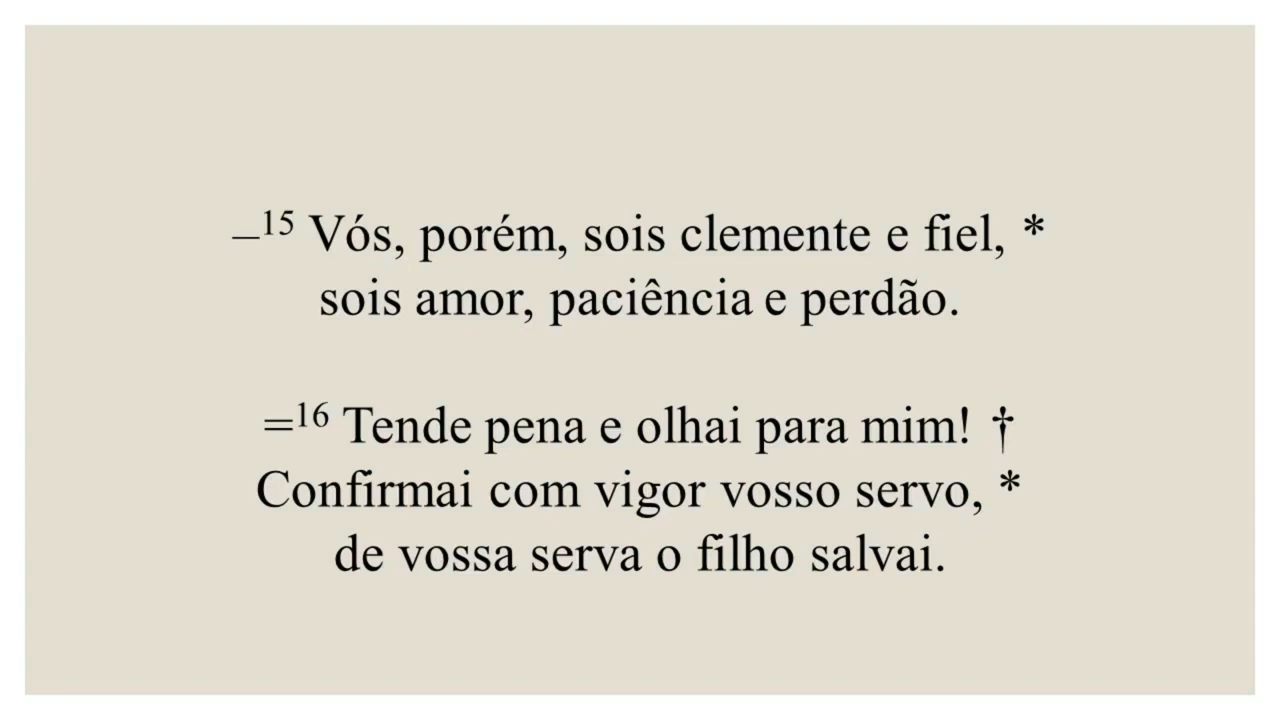 –¹⁵ Vós, porém, sois clemente e fiel, *
sois amor, paciência e perdão.
=¹⁶ Tende pena e olhai para mim! †
Confirmai com vigor vosso servo, *
de vossa serva o filho salvai.